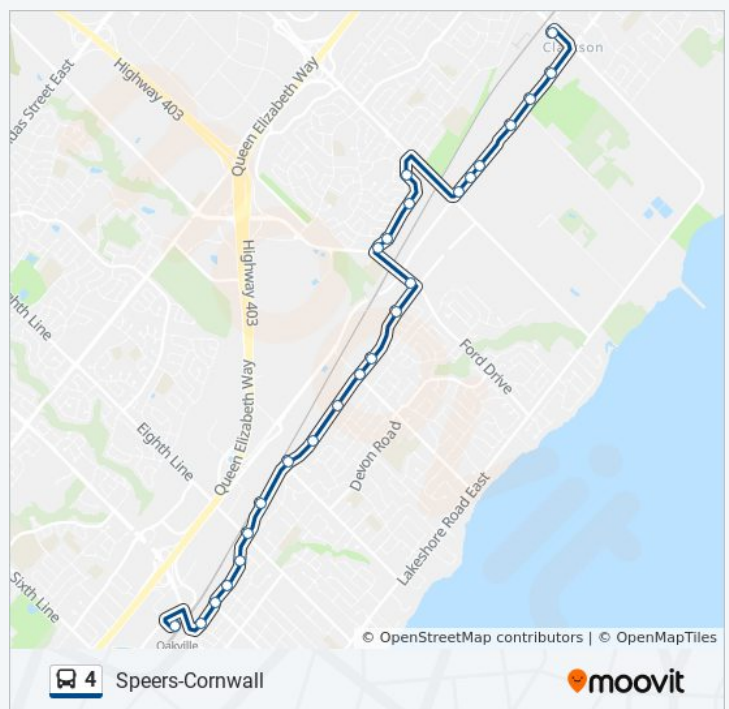 Clarkson
Highway 403
das Street East
Queen Elizabeth Way
Highway 403
ghth Line
Ford Drive
Queen Elizabeth Way
Eighth Line
Devon Road
Lakeshore Road East
Sixth Line
Oakville
© OpenStreetMap contributors | © OpenMapTiles
4 Speers-Cornwall
moovit